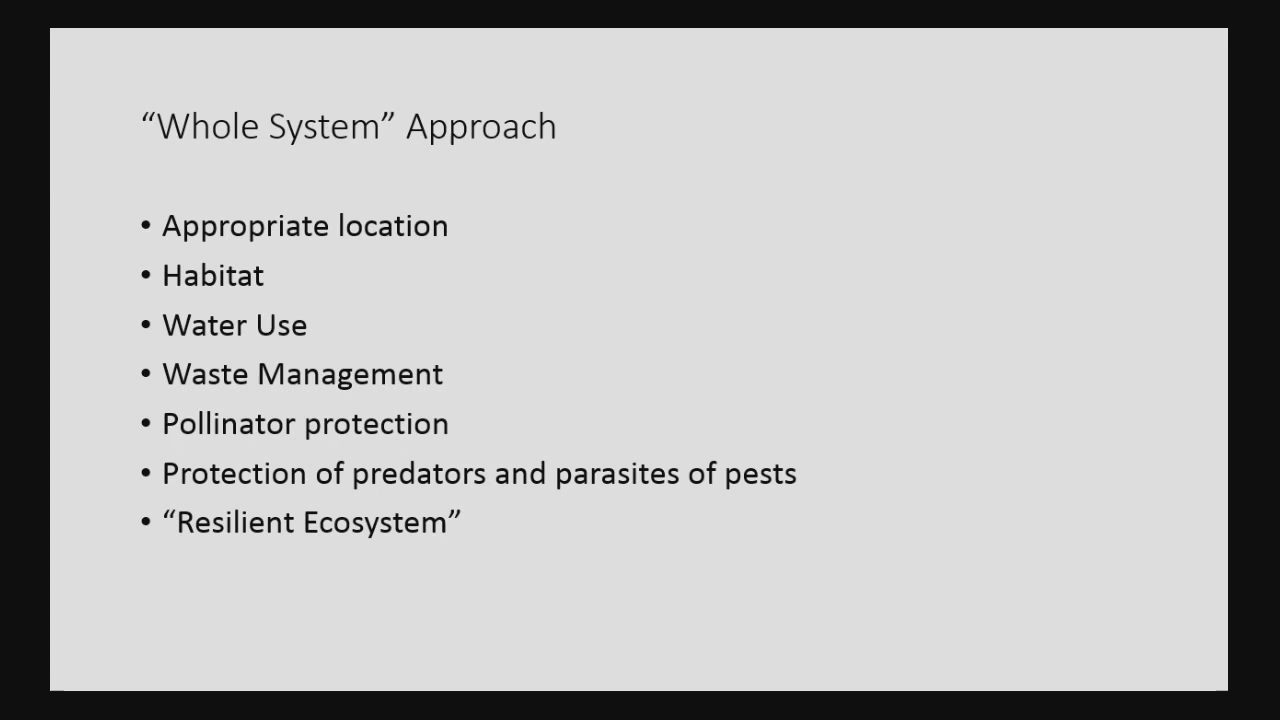 “Whole System” Approach
• Appropriate location
• Habitat
• Water Use
• Waste Management
• Pollinator protection
• Protection of predators and parasites of pests
• “Resilient Ecosystem”